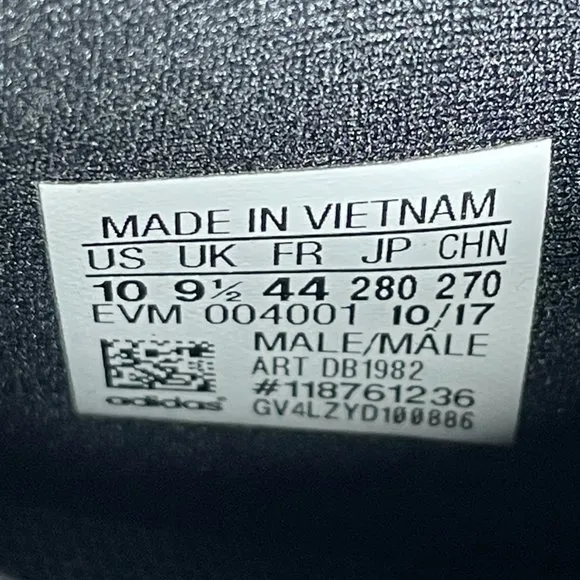 MADE IN VIETNAM
US UK FR JP CHN
10 9½ 44 280 270
EVM 004001 10/17
MALE/MÂLE
ART DB1982
#118761236
adidas GV4LZYD100886